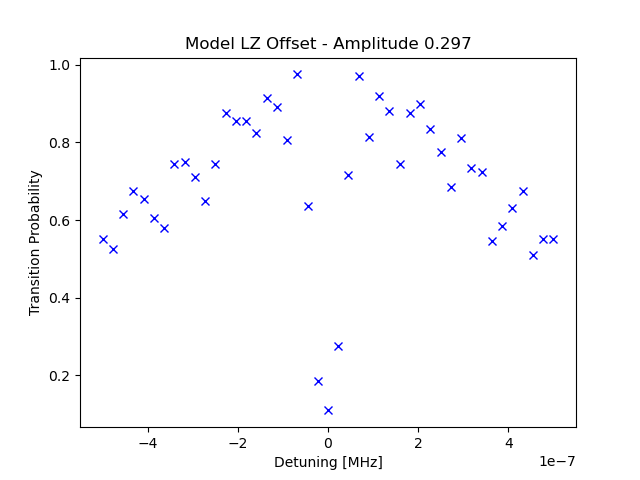 Model LZ Offset - Amplitude 0.297
1.0
0.8
0.6
0.4
0.2
Transition Probability
−4
−2
0
2
4
1e−7
Detuning [MHz]